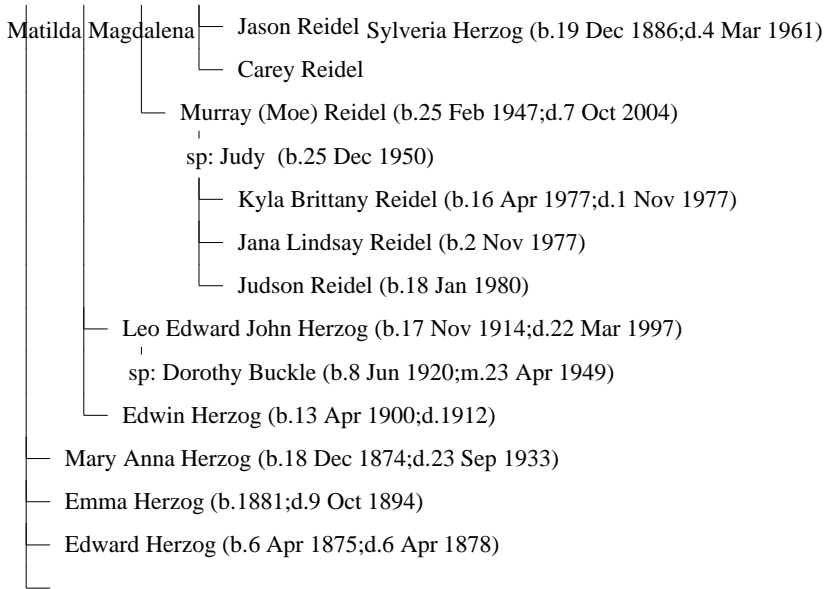 Matilda Magdalena Jason Reidel Sylveria Herzog (b.19 Dec 1886;d.4 Mar 1961)
Carey Reidel
Murray (Moe) Reidel (b.25 Feb 1947;d.7 Oct 2004)
sp: Judy (b.25 Dec 1950)
Kyla Brittany Reidel (b.16 Apr 1977;d.1 Nov 1977)
Jana Lindsay Reidel (b.2 Nov 1977)
Judson Reidel (b.18 Jan 1980)
Leo Edward John Herzog (b.17 Nov 1914;d.22 Mar 1997)
sp: Dorothy Buckle (b.8 Jun 1920;m.23 Apr 1949)
Edwin Herzog (b.13 Apr 1900;d.1912)
Mary Anna Herzog (b.18 Dec 1874;d.23 Sep 1933)
Emma Herzog (b.1881;d.9 Oct 1894)
Edward Herzog (b.6 Apr 1875;d.6 Apr 1878)